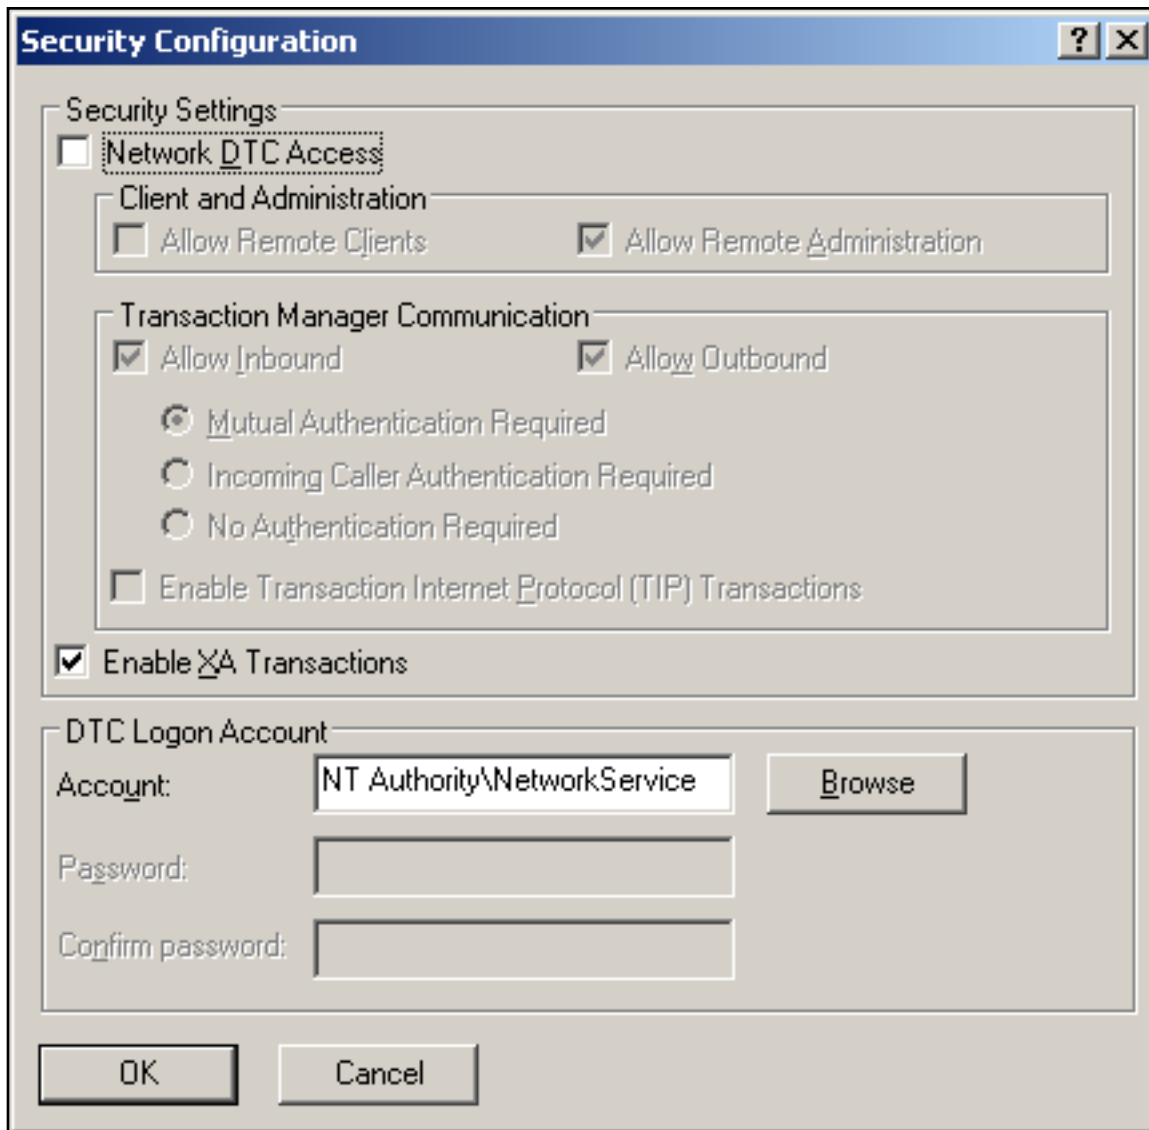 Security Configuration
Security Settings
Network DTC Access
Client and Administration
Allow Remote Clients Allow Remote Administration
Transaction Manager Communication
Allow Inbound Allow Outbound
Mutual Authentication Required
Incoming Caller Authentication Required
No Authentication Required
Enable Transaction Internet Protocol (TIP) Transactions
Enable XA Transactions
DTC Logon Account
Account: NT Authority\NetworkService Browse
Password:
Confirm password:
OK Cancel